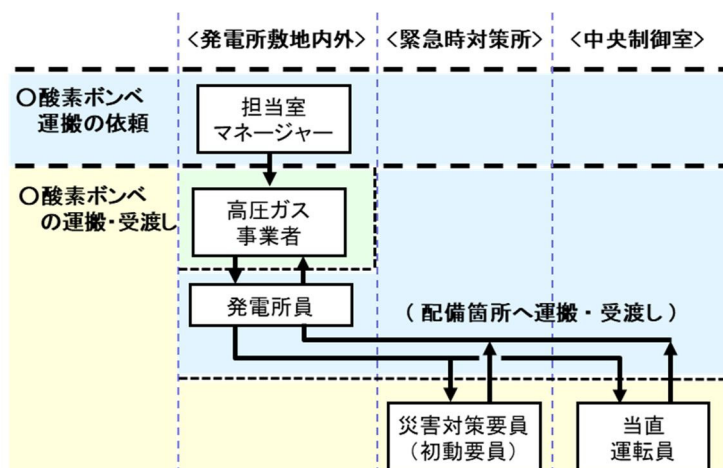 <発電所敷地内外>
<緊急時対策所>
<中央制御室>
〇酸素ボンベ
運搬の依頼
担当室
マネージャー
〇酸素ボンベ
の運搬・受渡し
高圧ガス
事業者
発電所員
(配備箇所へ運搬・受渡し)
災害対策要員
(初動要員)
当直
運転員